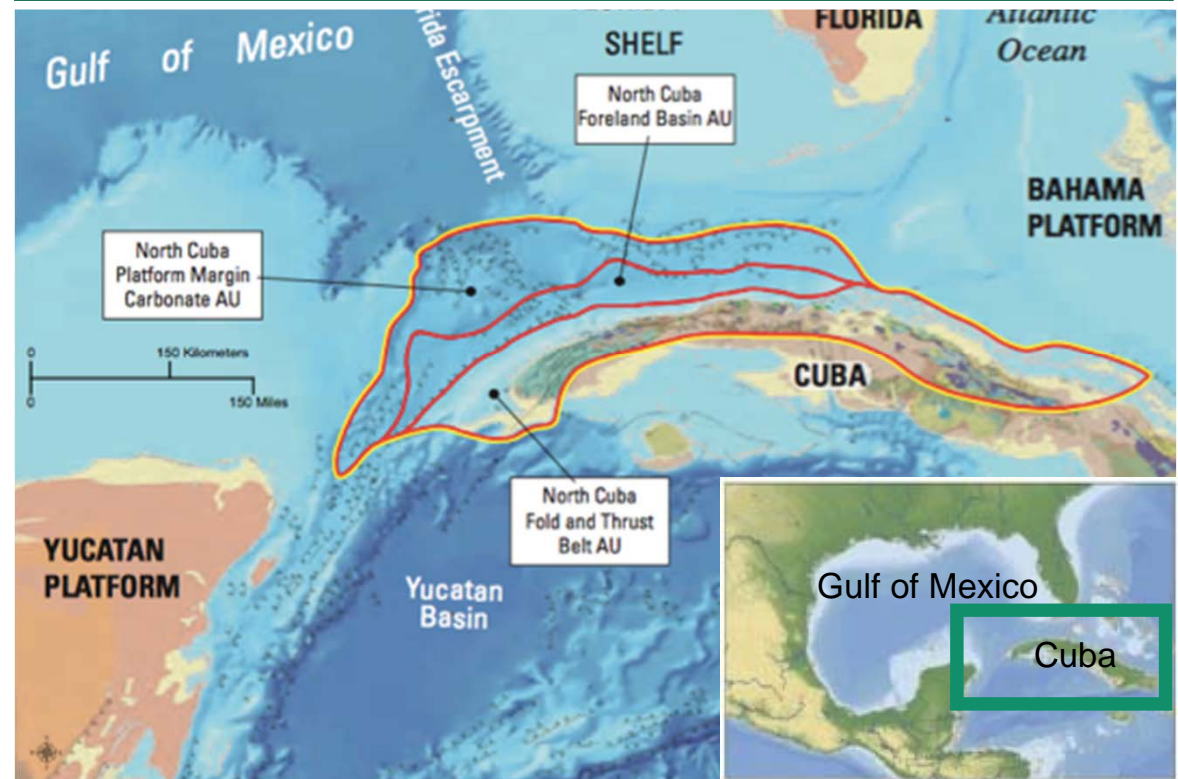 Gulf of Mexico
rida Escarpment
SHELF
FLORIDA
Atlantic
Ocean
North Cuba
Foreland Basin AU
BAHAMA
PLATFORM
North Cuba
Platform Margin
Carbonate AU
0
150 Kilometers
0
150 Miles
CUBA
North Cuba
Fold and Thrust
Belt AU
YUCATAN
PLATFORM
Yucatan
Basin
Gulf of Mexico
Cuba